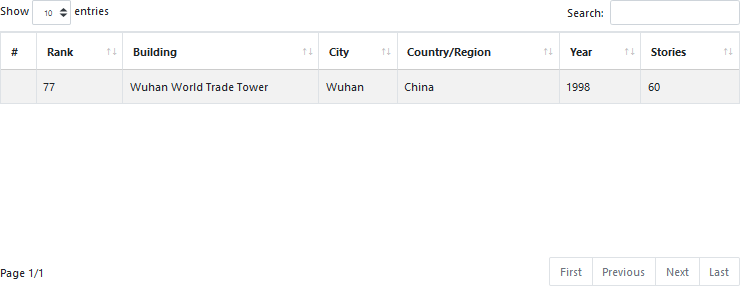 Show 10 entries Search:
# Rank Building City Country/Region Year Stories
77 Wuhan World Trade Tower Wuhan China 1998 60
Page 1/1 First Previous Next Last